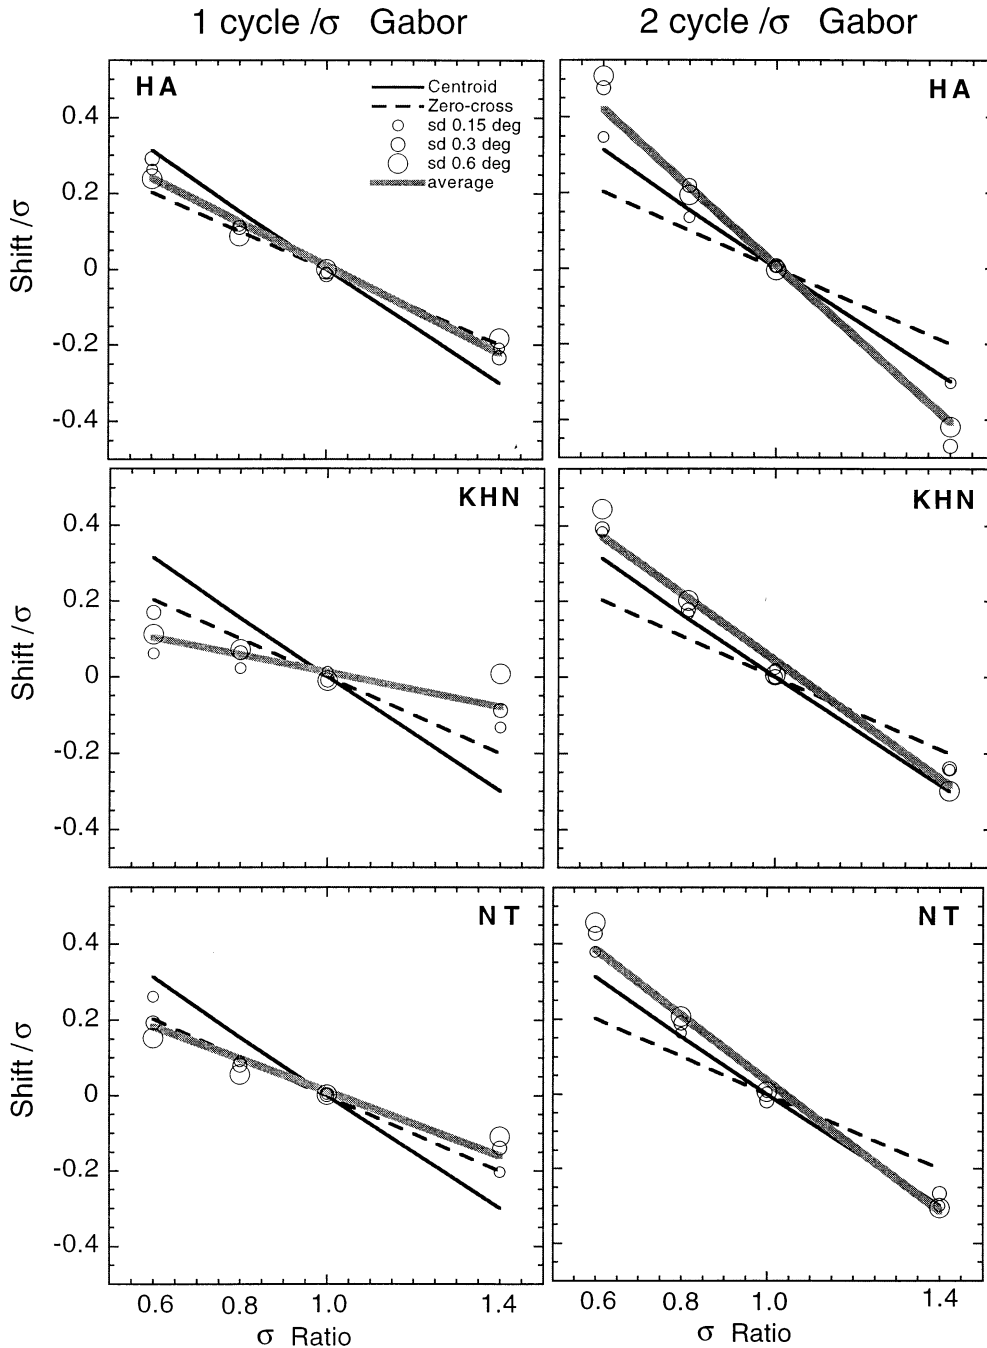 1 cycle /σ Gabor
2 cycle /σ Gabor
HA
Centroid
Zero-cross
sd 0.15 deg
sd 0.3 deg
sd 0.6 deg
average
HA
0.4
0.2
0
-0.2
-0.4
Shift /σ
KHN
KHN
0.4
0.2
0
-0.2
-0.4
Shift /σ
NT
NT
0.4
0.2
0
-0.2
-0.4
Shift /σ
0.6 0.8 1.0 1.4
0.6 0.8 1.0 1.4
σ Ratio
σ Ratio